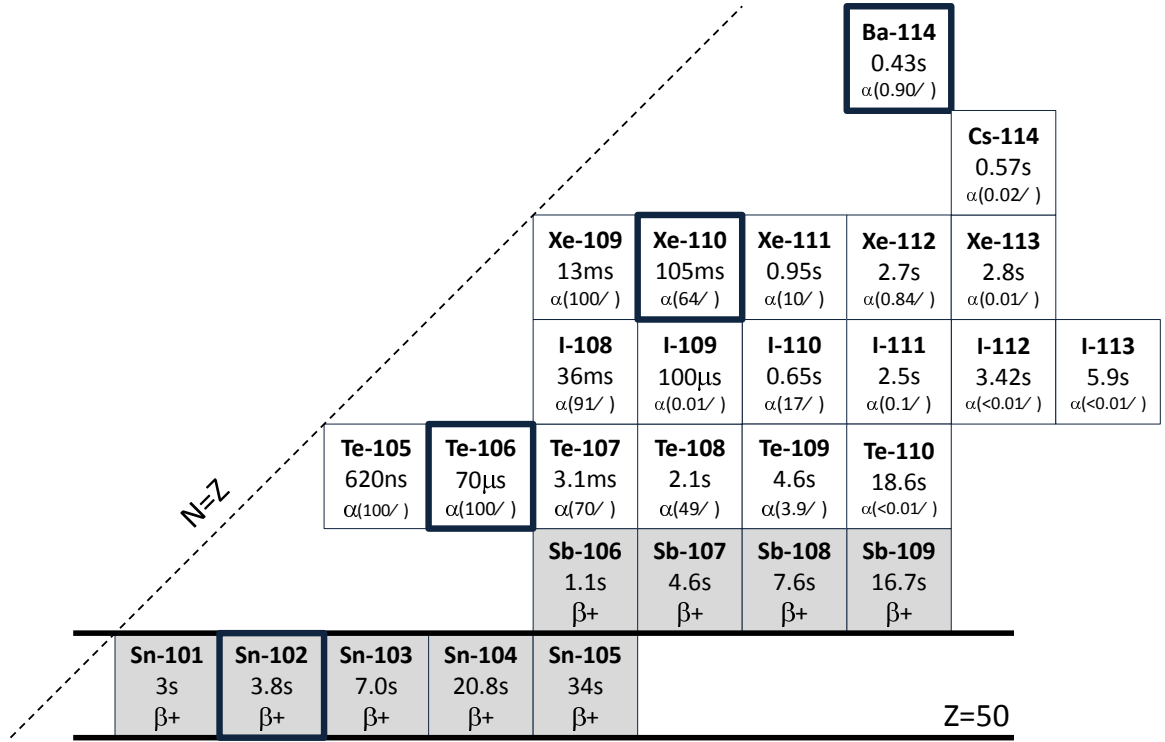 Ba-114
0.43s
α(0.90⁄ )
Cs-114
0.57s
α(0.02⁄ )
Xe-109 Xe-110 Xe-111 Xe-112 Xe-113
13ms 105ms 0.95s 2.7s 2.8s
α(100⁄ ) α(64⁄ ) α(10⁄ ) α(0.84⁄ ) α(0.01⁄ )
I-108 I-109 I-110 I-111 I-112 I-113
36ms 100μs 0.65s 2.5s 3.42s 5.9s
α(91⁄ ) α(0.01⁄ ) α(17⁄ ) α(0.1⁄ ) α(<0.01⁄ ) α(<0.01⁄ )
Te-105 Te-106 Te-107 Te-108 Te-109 Te-110
620ns 70μs 3.1ms 2.1s 4.6s 18.6s
α(100⁄ ) α(100⁄ ) α(70⁄ ) α(49⁄ ) α(3.9⁄ ) α(<0.01⁄ )
N=Z
Sb-106 Sb-107 Sb-108 Sb-109
1.1s 4.6s 7.6s 16.7s
β+ β+ β+ β+
Sn-101 Sn-102 Sn-103 Sn-104 Sn-105
3s 3.8s 7.0s 20.8s 34s
β+ β+ β+ β+ β+
Z=50